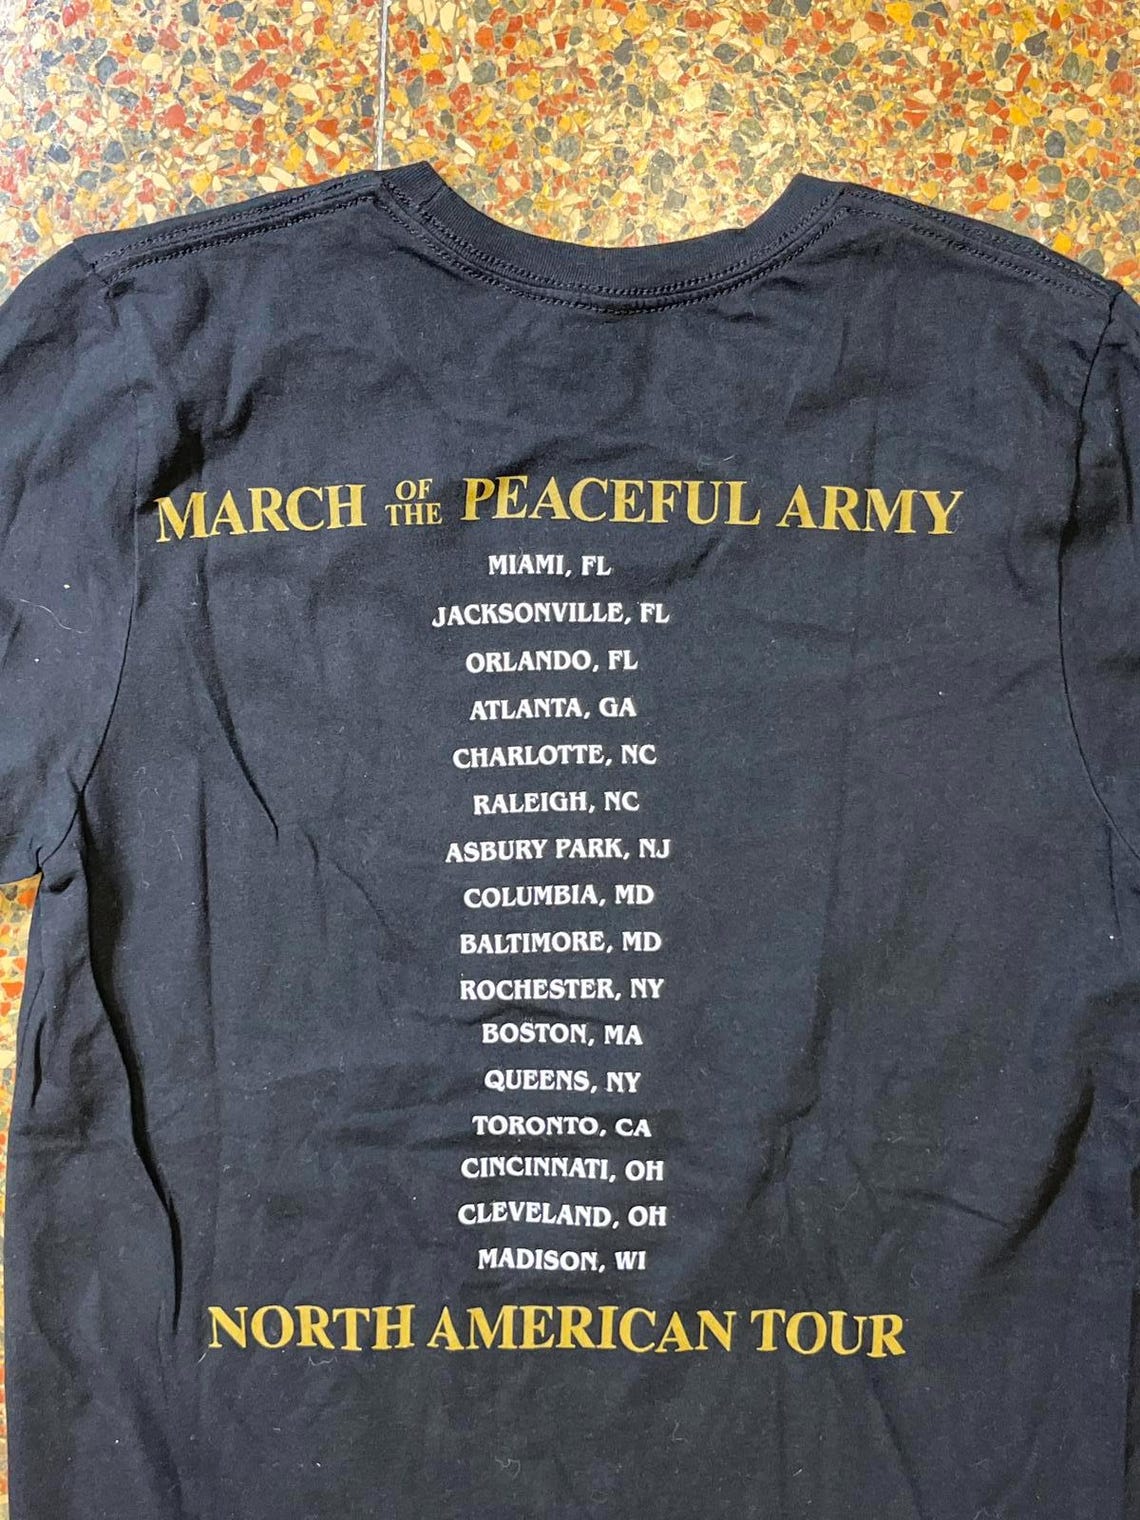 MARCH OF THE PEACEFUL ARMY
MIAMI, FL
JACKSONVILLE, FL
ORLANDO, FL
ATLANTA, GA
CHARLOTTE, NC
RALEIGH, NC
ASBURY PARK, NJ
COLUMBIA, MD
BALTIMORE, MD
ROCHESTER, NY
BOSTON, MA
QUEENS, NY
TORONTO, CA
CINCINNATI, OH
CLEVELAND, OH
MADISON, WI
NORTH AMERICAN TOUR